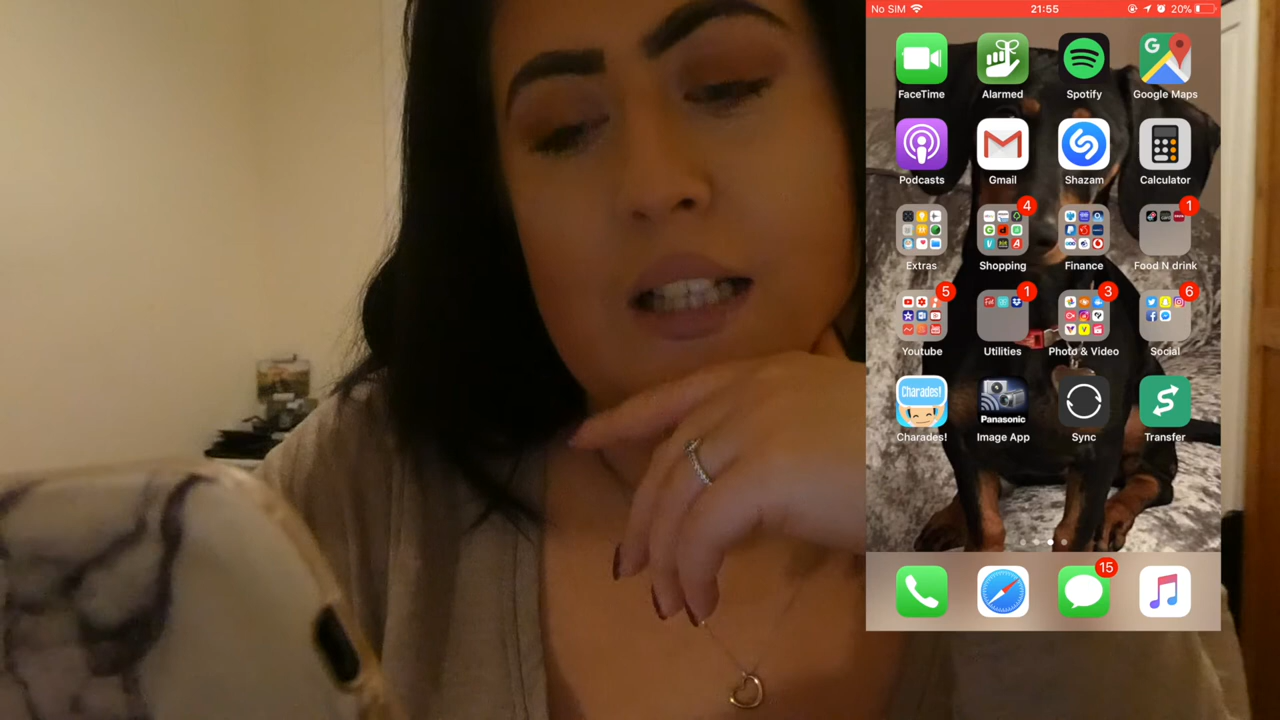 No SIM 21:55 20%
FaceTime Alarmed Spotify Google Maps
Podcasts Gmail Shazam Calculator
4 1
Extras Shopping Finance Food N drink
5 1 3 6
Youtube Utilities Photo & Video Social
Charades!
Panasonic
Charades! Image App Sync Transfer
15